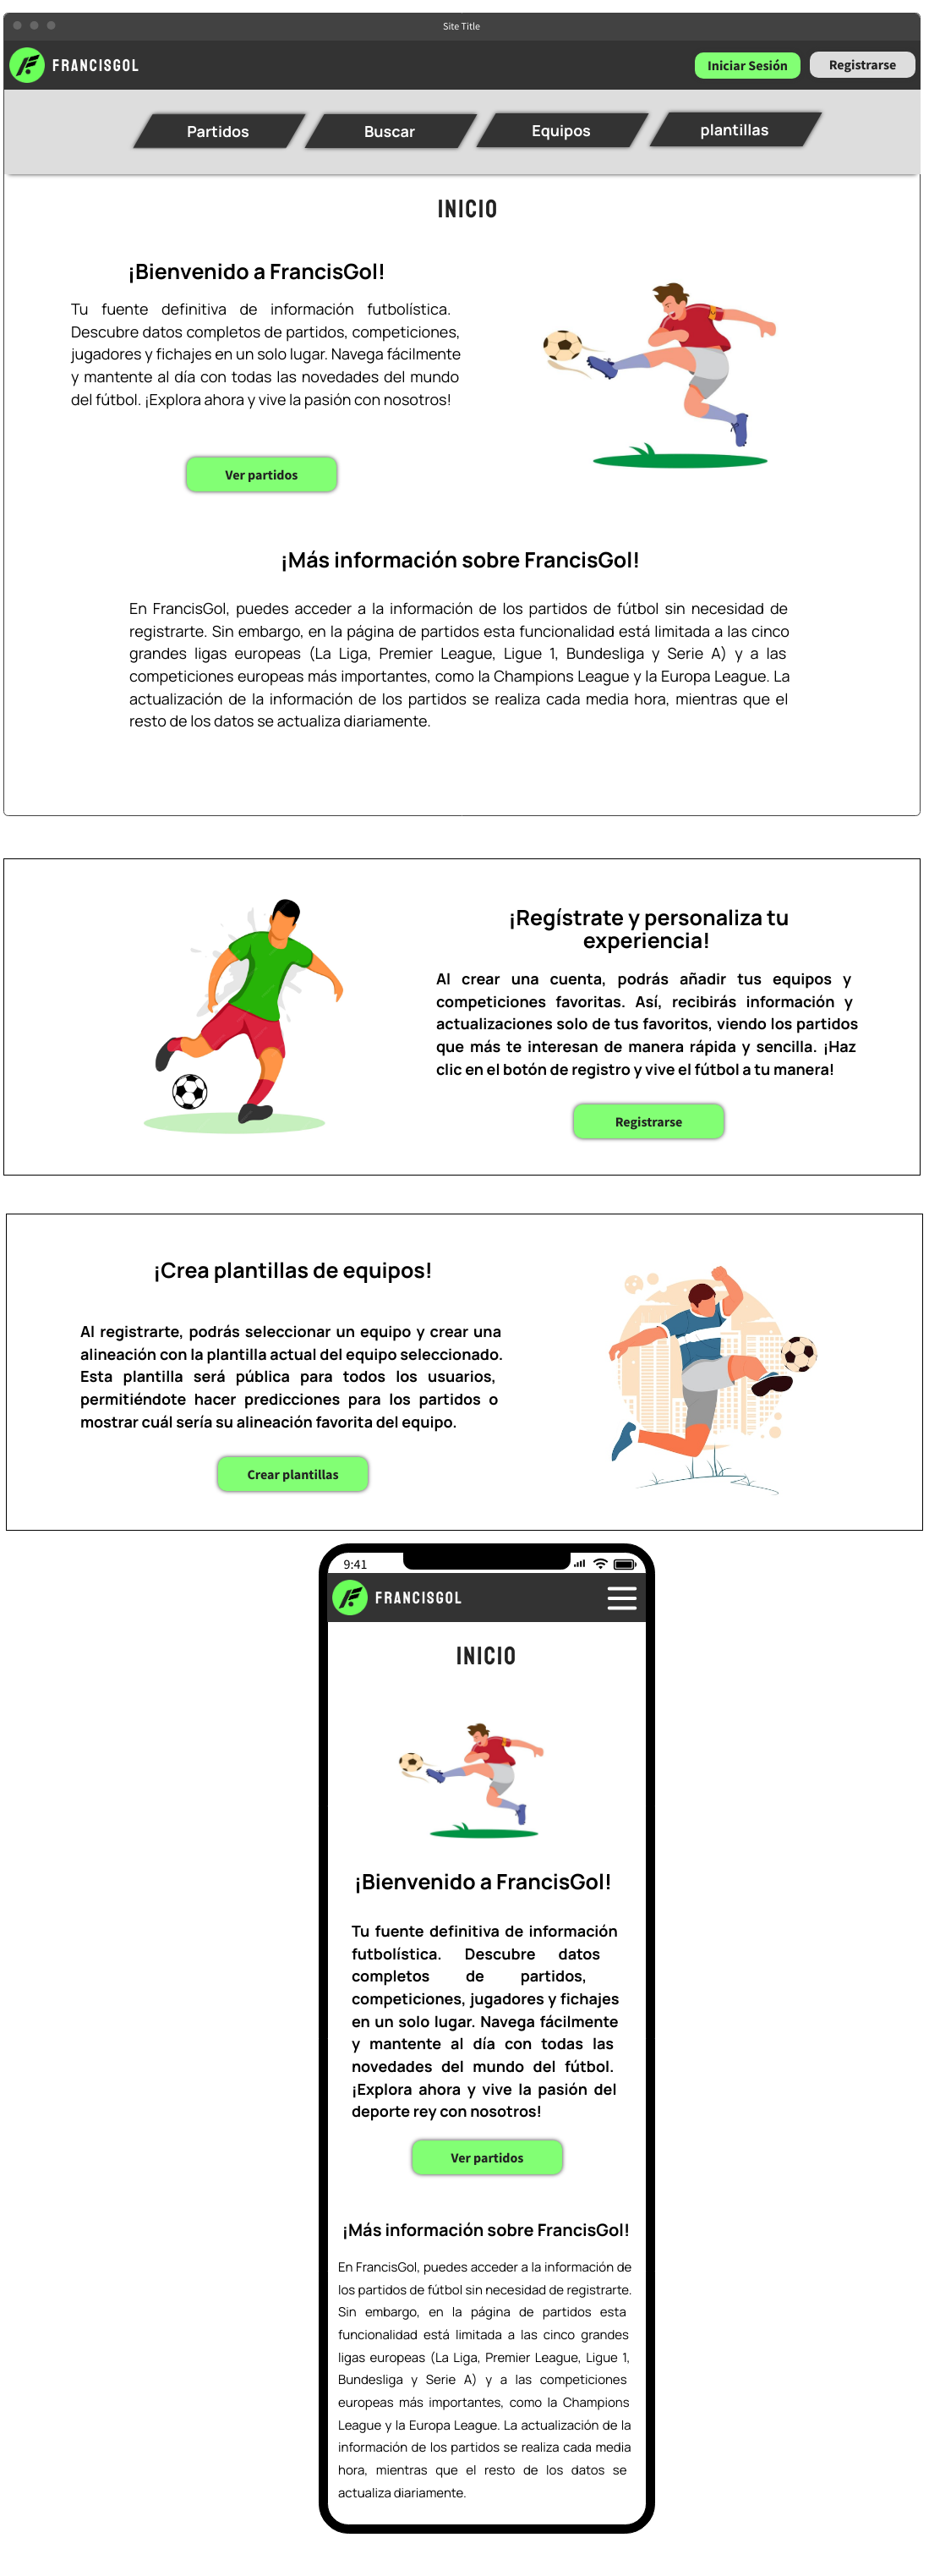 Site Title
FRANCISGOL
Iniciar Sesión
Registrarse
Partidos
Buscar
Equipos
plantillas
INICIO
¡Bienvenido a FrancisGol!
Tu fuente definitiva de información futbolística.
Descubre datos completos de partidos, competiciones,
jugadores y fichajes en un solo lugar. Navega fácilmente
y mantente al día con todas las novedades del mundo
del fútbol. ¡Explora ahora y vive la pasión con nosotros!
Ver partidos
¡Más información sobre FrancisGol!
En FrancisGol, puedes acceder a la información de los partidos de fútbol sin necesidad de
registrarte. Sin embargo, en la página de partidos esta funcionalidad está limitada a las cinco
grandes ligas europeas (La Liga, Premier League, Ligue 1, Bundesliga y Serie A) y a las
competiciones europeas más importantes, como la Champions League y la Europa League. La
actualización de la información de los partidos se realiza cada media hora, mientras que el
resto de los datos se actualiza diariamente.
¡Regístrate y personaliza tu
experiencia!
Al crear una cuenta, podrás añadir tus equipos y
competiciones favoritas. Así, recibirás información y
actualizaciones solo de tus favoritos, viendo los partidos
que más te interesan de manera rápida y sencilla. ¡Haz
clic en el botón de registro y vive el fútbol a tu manera!
Registrarse
¡Crea plantillas de equipos!
Al registrarte, podrás seleccionar un equipo y crear una
alineación con la plantilla actual del equipo seleccionado.
Esta plantilla será pública para todos los usuarios,
permitiéndote hacer predicciones para los partidos o
mostrar cuál sería su alineación favorita del equipo.
Crear plantillas
9:41
FRANCISGOL
INICIO
¡Bienvenido a FrancisGol!
Tu fuente definitiva de información
futbolística. Descubre datos
completos de partidos,
competiciones, jugadores y fichajes
en un solo lugar. Navega fácilmente
y mantente al día con todas las
novedades del mundo del fútbol.
¡Explora ahora y vive la pasión del
deporte rey con nosotros!
Ver partidos
¡Más información sobre FrancisGol!
En FrancisGol, puedes acceder a la información de
los partidos de fútbol sin necesidad de registrarte.
Sin embargo, en la página de partidos esta
funcionalidad está limitada a las cinco grandes
ligas europeas (La Liga, Premier League, Ligue 1,
Bundesliga y Serie A) y a las competiciones
europeas más importantes, como la Champions
League y la Europa League. La actualización de la
información de los partidos se realiza cada media
hora, mientras que el resto de los datos se
actualiza diariamente.